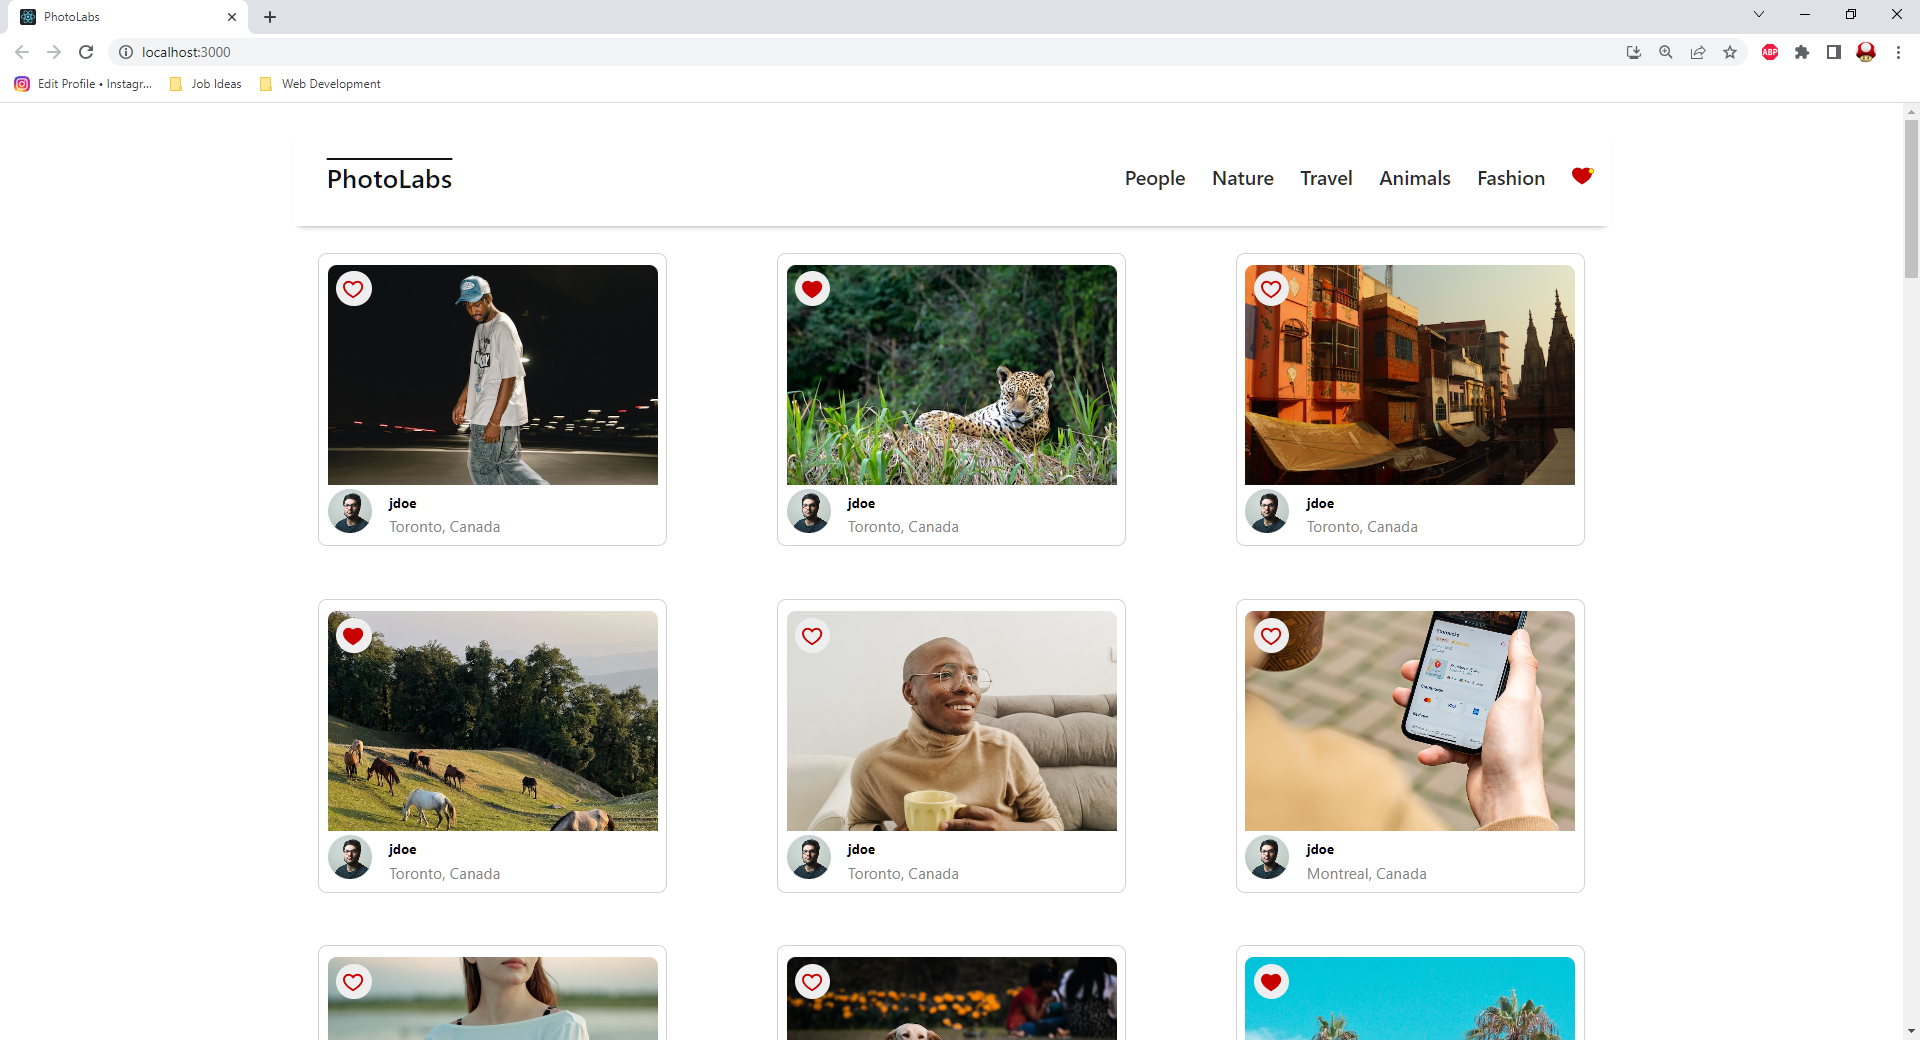 PhotoLabs
localhost:3000
ABP
Edit Profile • Instagr...
Job Ideas
Web Development
PhotoLabs
People
Nature
Travel
Animals
Fashion
jdoe
Toronto, Canada
jdoe
Toronto, Canada
jdoe
Toronto, Canada
jdoe
Toronto, Canada
jdoe
Toronto, Canada
jdoe
Montreal, Canada